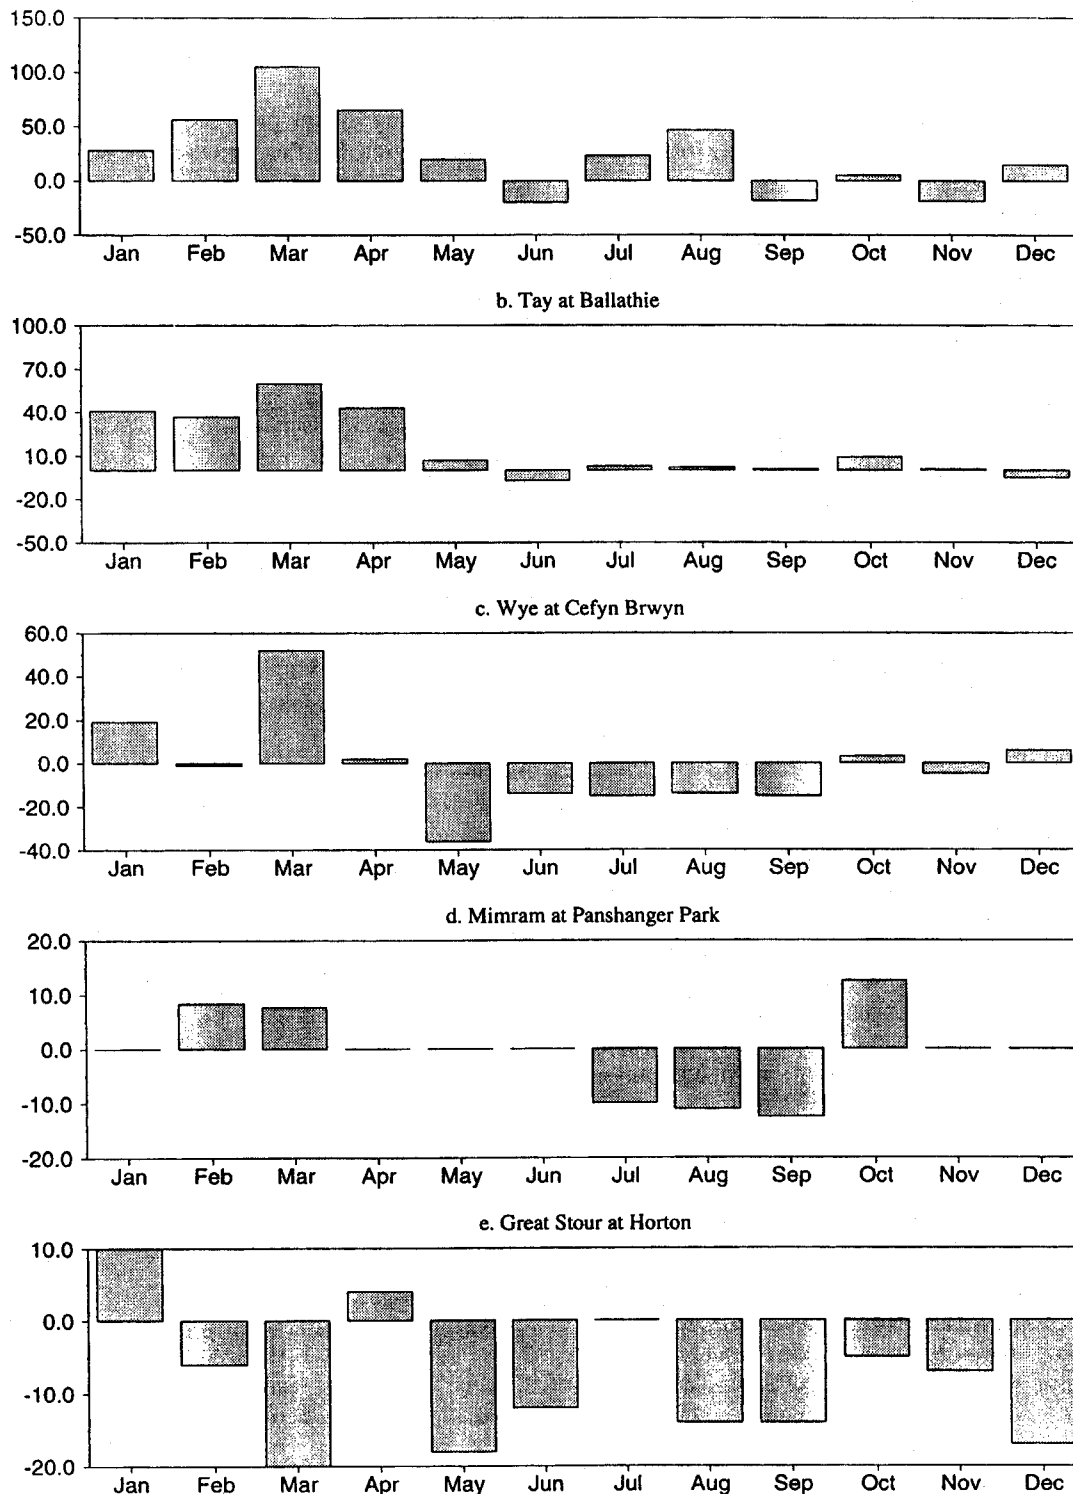 150.0
100.0
50.0
0.0
-50.0
Jan Feb Mar Apr May Jun Jul Aug Sep Oct Nov Dec
b. Tay at Ballathie
100.0
70.0
40.0
10.0
-20.0
-50.0
Jan Feb Mar Apr May Jun Jul Aug Sep Oct Nov Dec
c. Wye at Cefyn Brwyn
60.0
40.0
20.0
0.0
-20.0
-40.0
Jan Feb Mar Apr May Jun Jul Aug Sep Oct Nov Dec
d. Mimram at Panshanger Park
20.0
10.0
0.0
-10.0
-20.0
Jan Feb Mar Apr May Jun Jul Aug Sep Oct Nov Dec
e. Great Stour at Horton
10.0
0.0
-10.0
-20.0
Jan Feb Mar Apr May Jun Jul Aug Sep Oct Nov Dec